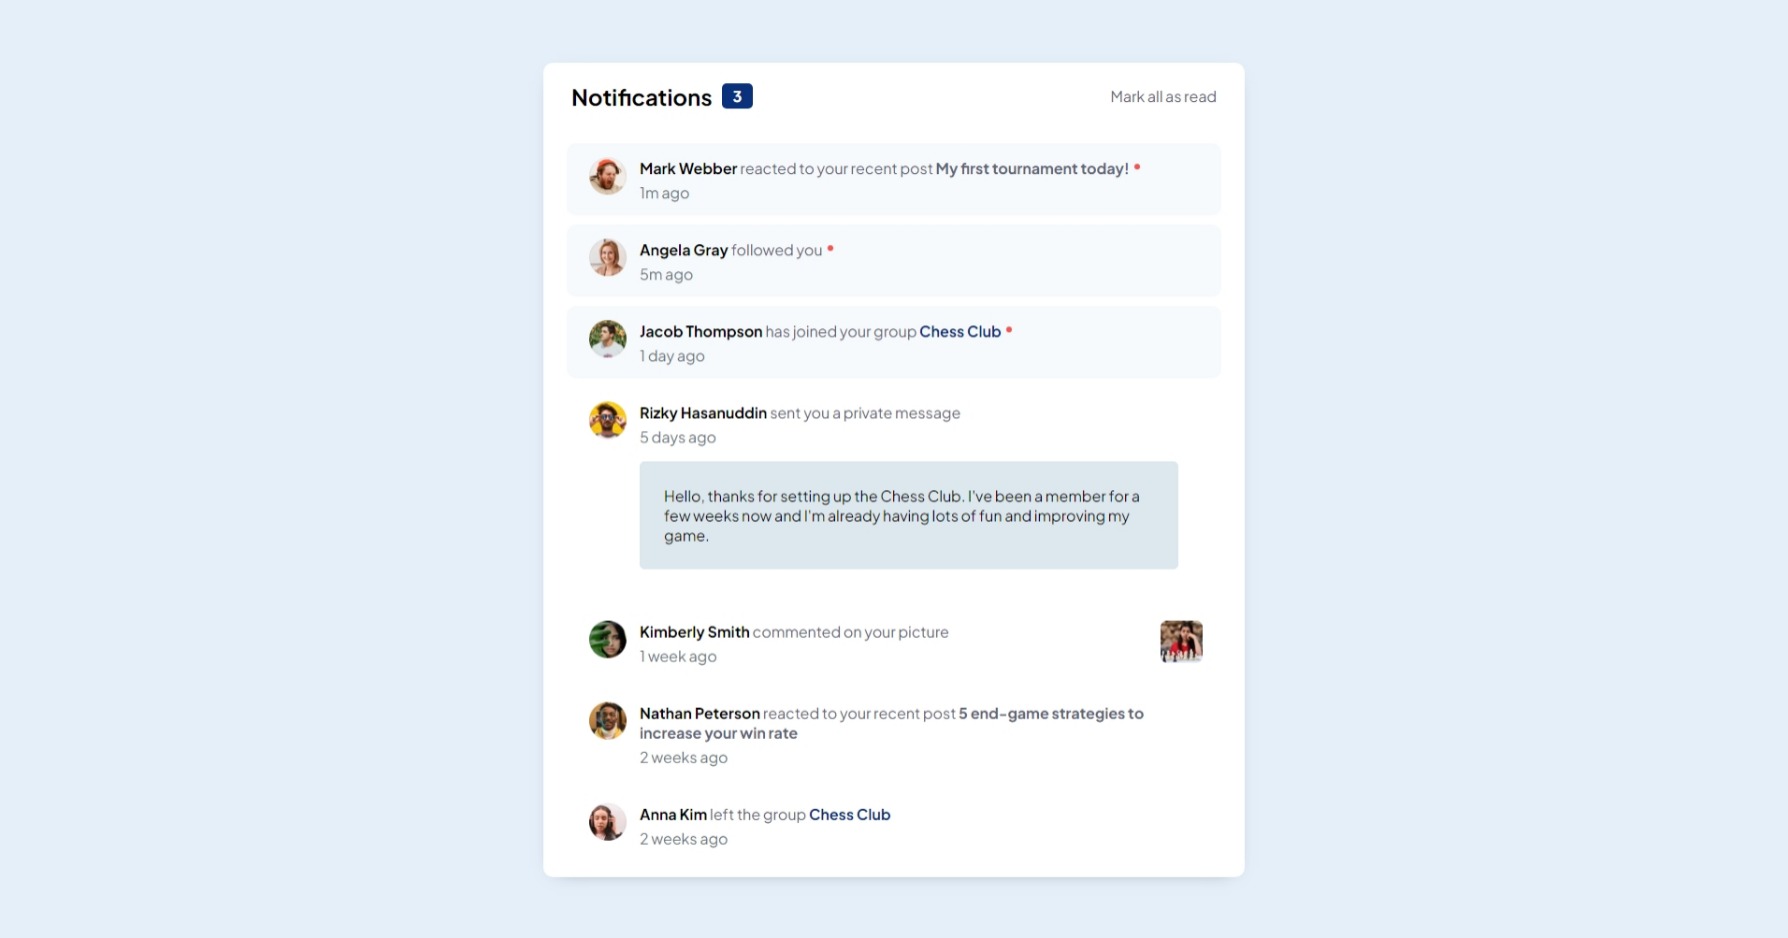 Notifications 3
Mark all as read
Mark Webber reacted to your recent post My first tournament today!
1m ago
Angela Gray followed you
5m ago
Jacob Thompson has joined your group Chess Club
1 day ago
Rizky Hasanuddin sent you a private message
5 days ago
Hello, thanks for setting up the Chess Club. I've been a member for a
few weeks now and I'm already having lots of fun and improving my
game.
Kimberly Smith commented on your picture
1 week ago
Nathan Peterson reacted to your recent post 5 end-game strategies to
increase your win rate
2 weeks ago
Anna Kim left the group Chess Club
2 weeks ago